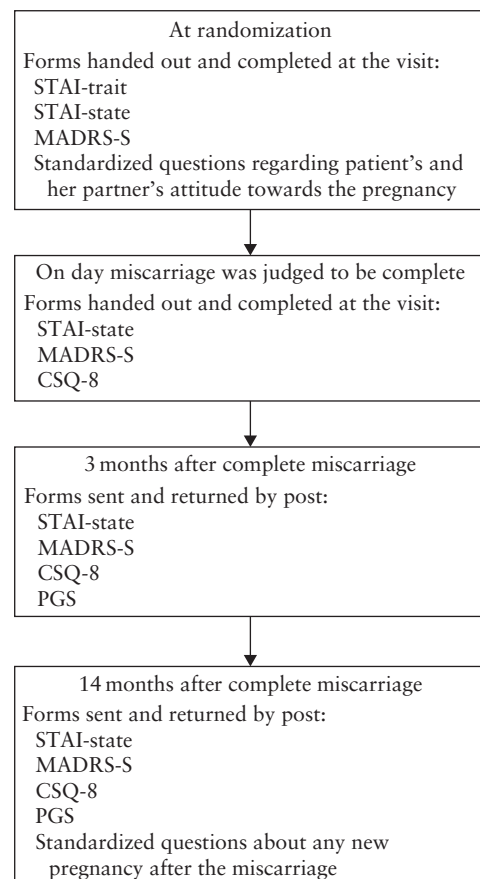 At randomization
Forms handed out and completed at the visit:
STAI-trait
STAI-state
MADRS-S
Standardized questions regarding patient's and
her partner's attitude towards the pregnancy
On day miscarriage was judged to be complete
Forms handed out and completed at the visit:
STAI-state
MADRS-S
CSQ-8
3 months after complete miscarriage
Forms sent and returned by post:
STAI-state
MADRS-S
CSQ-8
PGS
14 months after complete miscarriage
Forms sent and returned by post:
STAI-state
MADRS-S
CSQ-8
PGS
Standardized questions about any new
pregnancy after the miscarriage